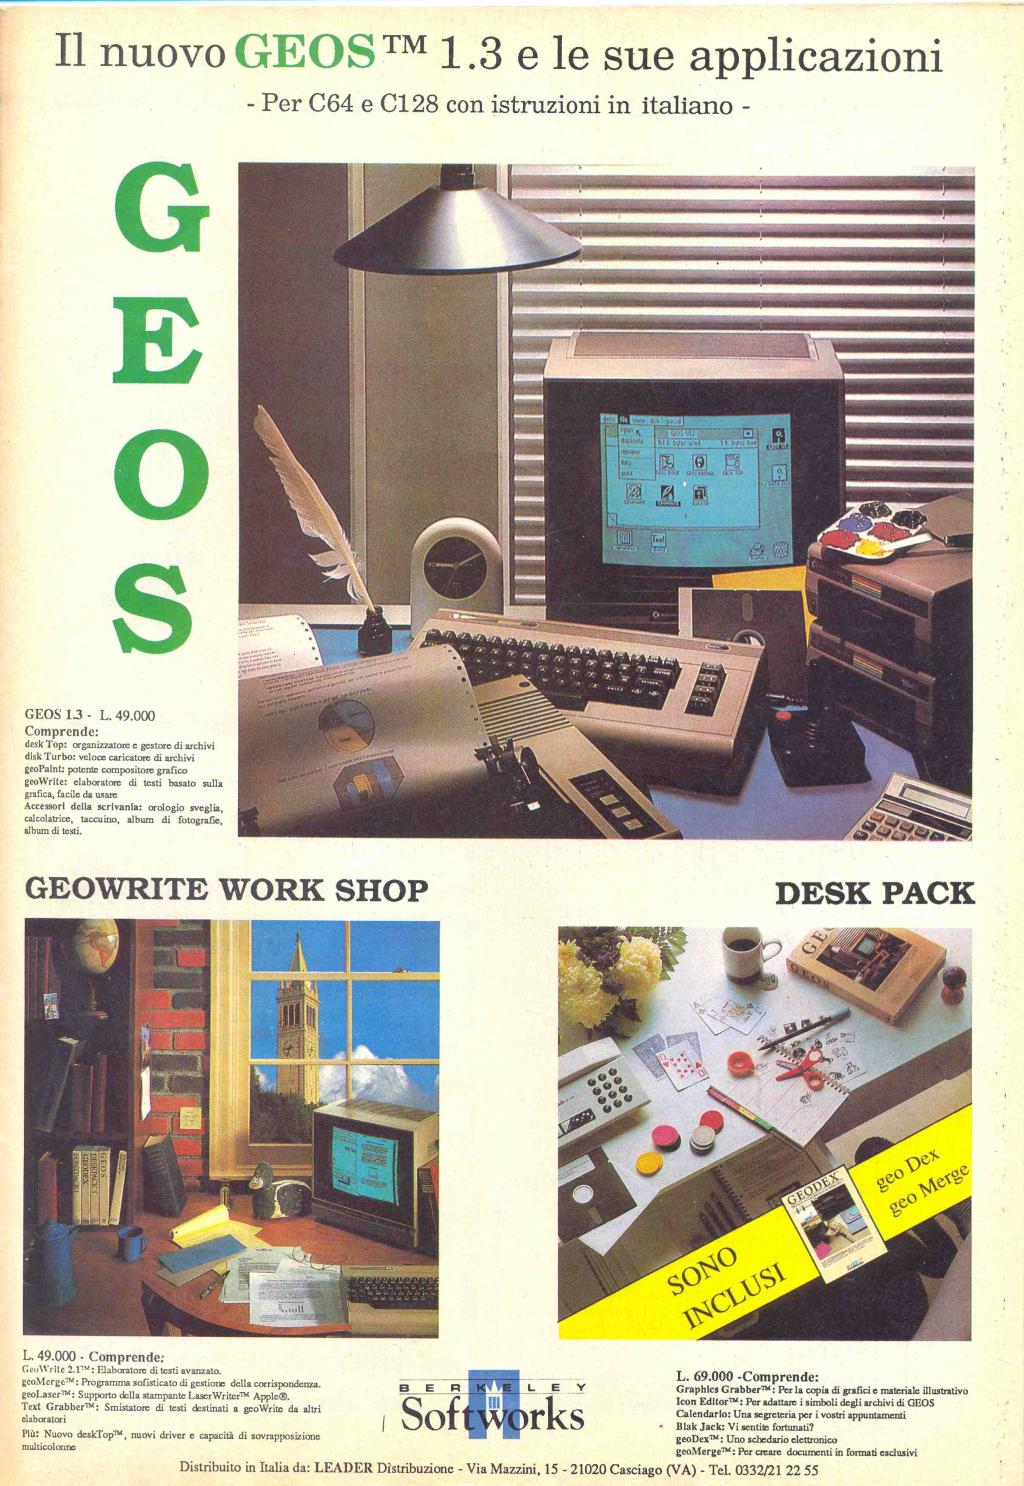 Il nuovo GEOS™ 1.3 e le sue applicazioni
- Per C64 e C128 con istruzioni in italiano -
G
E
O
S
GEOS 1.3 - L. 49.000
Comprende:
desk Top: organizzatore e gestore di archivi
disk Turbo: veloce caricatore di archivi
geoPaint: potente compositore grafico
geoWrite: elaboratore di testi basato sulla
grafica, facile da usare
Accessori della scrivania: orologio sveglia,
calcolatrice, taccuino, album di fotografie,
album di testi.
GEOWRITE WORK SHOP
DESK PACK
GEOS
GEOS
GEOS
DESKPACK 1
GEODEX
FONTPACK 1
GEODEX
geo Dex
geo Merge
SONO
INCLUSI
L. 49.000 - Comprende:
GeoWrite 2.1™: Elaboratore di testi avanzato.
geoMerge™: Programma sofisticato di gestione della corrispondenza.
geoLaser™: Supporto della stampante LaserWriter™ Apple®.
Text Grabber™: Smistatore di testi destinati a geoWrite da altri
elaboratori
Più: Nuovo deskTop™, nuovi driver e capacità di sovrapposizione
multicolonne
BERKELEY
Softworks
L. 69.000 -Comprende:
Graphics Grabber™: Per la copia di grafici e materiale illustrativo
Icon Editor™: Per adattare i simboli degli archivi di GEOS
Calendario: Una segreteria per i vostri appuntamenti
Blak Jack: Vi sentite fortunati?
geoDex™: Uno schedario elettronico
geoMerge™: Per creare documenti in formati esclusivi
Distribuito in Italia da: LEADER Distribuzione - Via Mazzini, 15 - 21020 Casciago (VA) - Tel. 0332/21 22 55